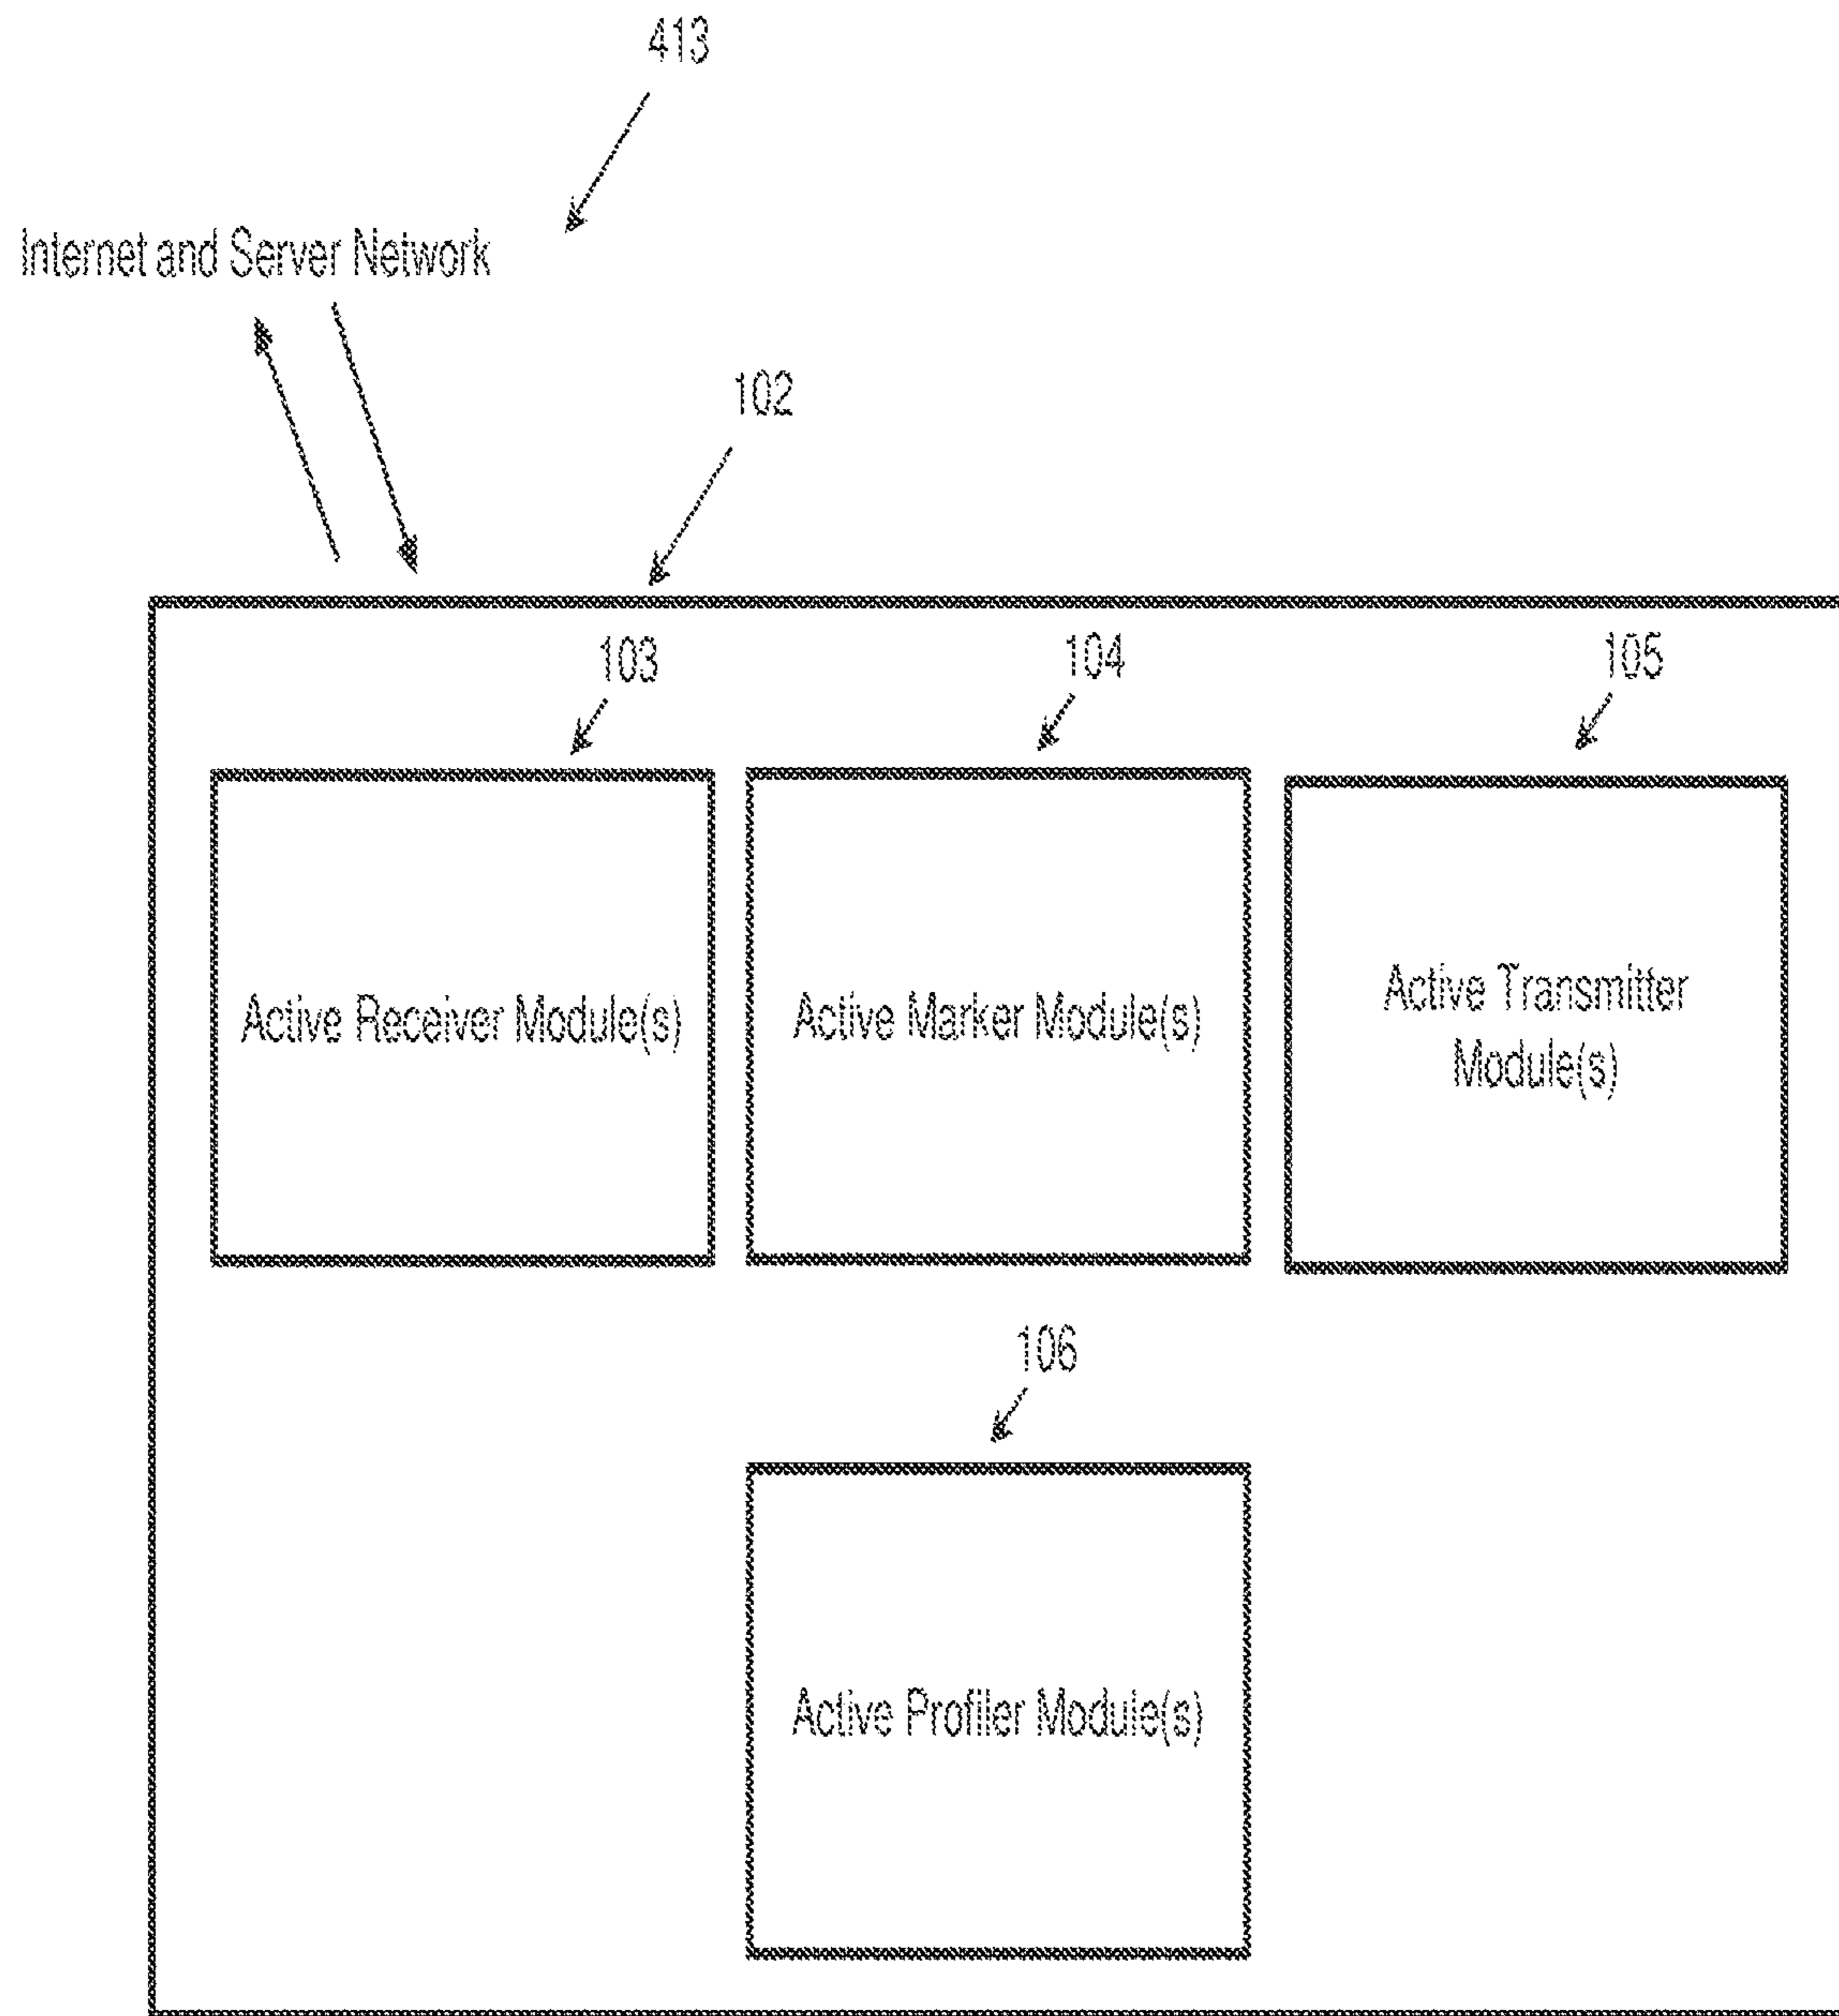 413
Internet and Server Network
102
103
104
105
Active Receiver Module(s)
Active Marker Module(s)
Active Transmitter
Module(s)
106
Active Profiler Module(s)